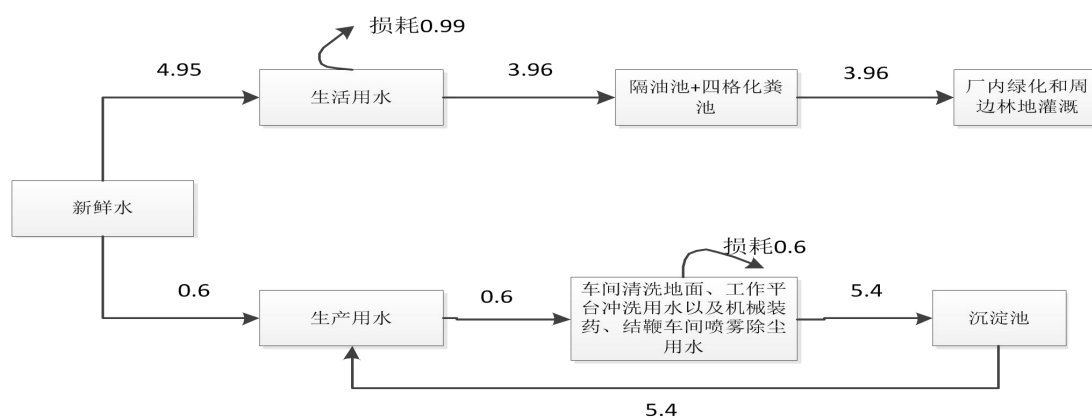 损耗0.99
4.95
生活用水
3.96
隔油池+四格化粪
池
3.96
厂内绿化和周
边林地灌溉
新鲜水
0.6
生产用水
0.6
损耗0.6
车间清洗地面、工作平
台冲洗用水以及机械装
药、结鞭车间喷雾除尘
用水
5.4
沉淀池
5.4